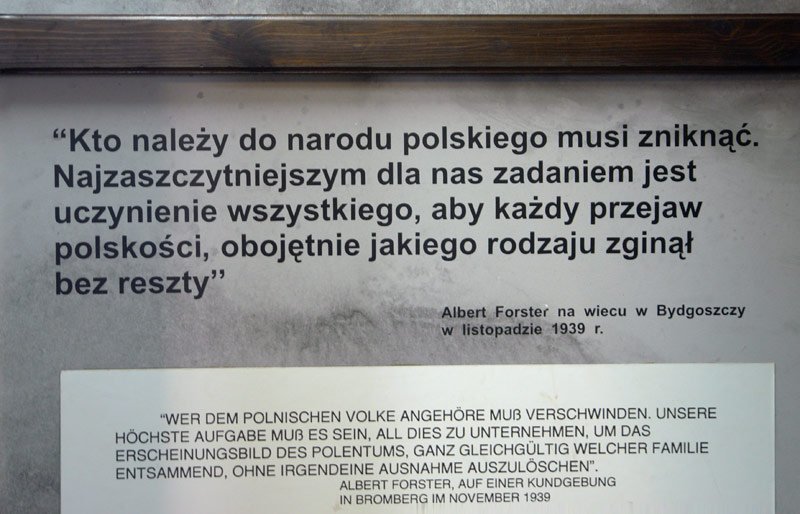 “Kto należy do narodu polskiego musi zniknąć.
Najzaszczytniejszym dla nas zadaniem jest
uczynienie wszystkiego, aby każdy przejaw
polskości, obojętnie jakiego rodzaju zginął
bez reszty”
Albert Forster na wiecu w Bydgoszczy
w listopadzie 1939 r.
“WER DEM POLNISCHEN VOLKE ANGEHÖRE MUß VERSCHWINDEN. UNSERE
HÖCHSTE AUFGABE MUß ES SEIN, ALL DIES ZU UNTERNEHMEN, UM DAS
ERSCHEINUNGSBILD DES POLENTUMS, GANZ GLEICHGÜLTIG WELCHER FAMILIE
ENTSAMMEND, OHNE IRGENDEINE AUSNAHME AUSZULÖSCHEN”.
ALBERT FORSTER, AUF EINER KUNDGEBUNG
IN BROMBERG IM NOVEMBER 1939